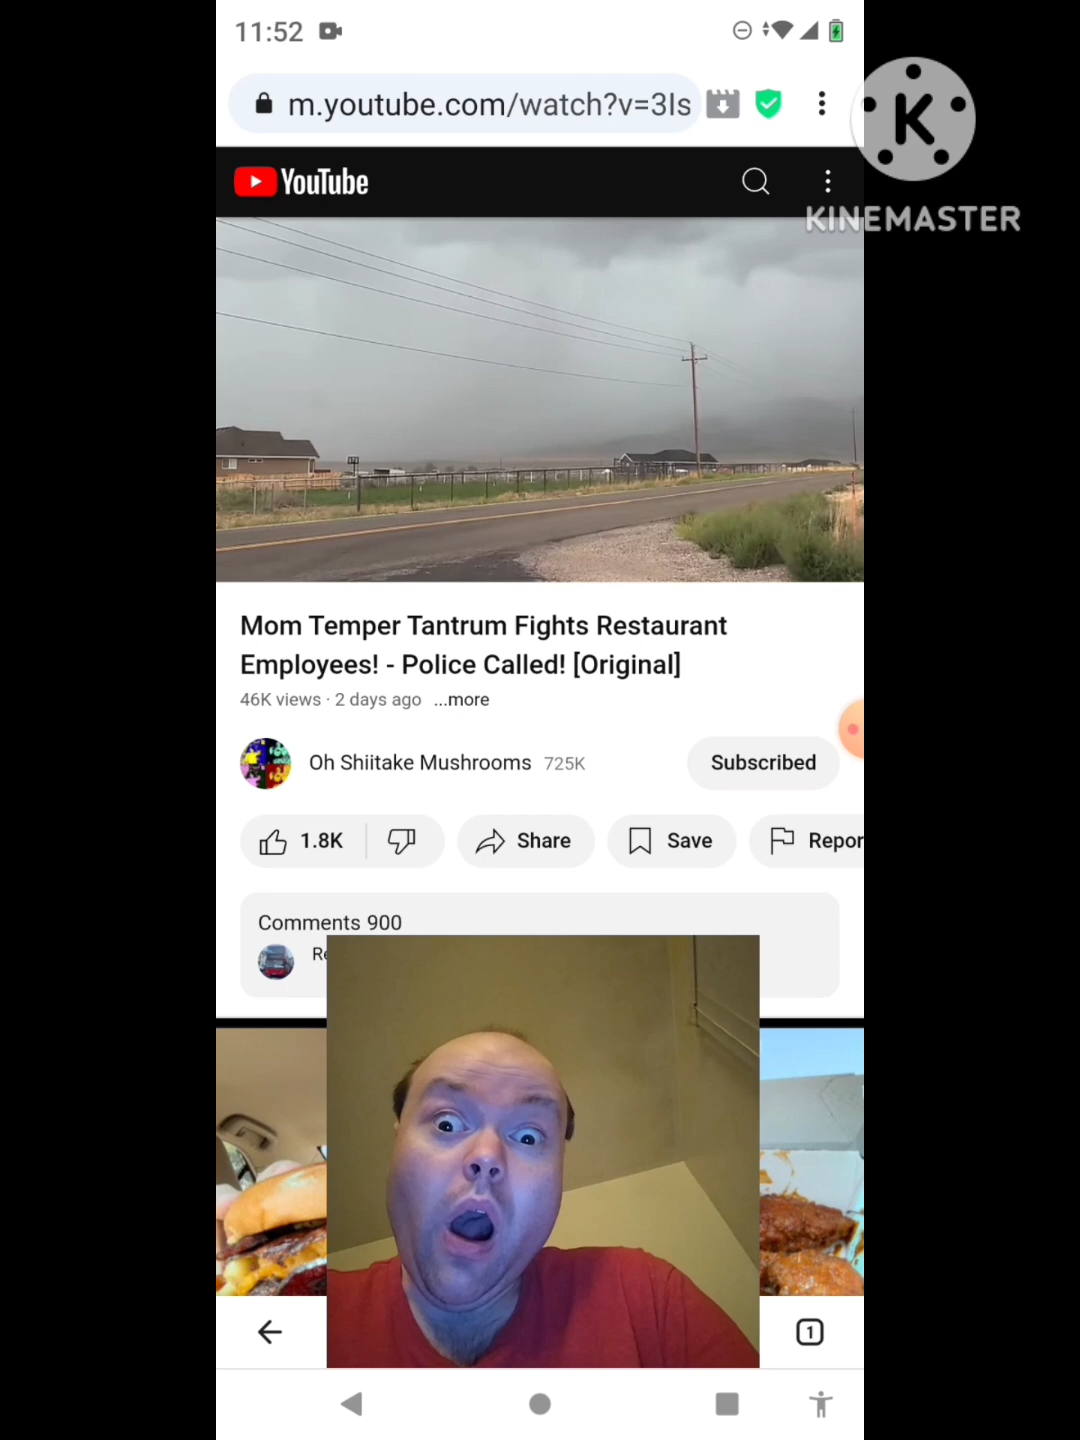 11:52
m.youtube.com/watch?v=3Is
K
KINEMASTER
YouTube
Mom Temper Tantrum Fights Restaurant
Employees! - Police Called! [Original]
46K views · 2 days ago ...more
Oh Shiitake Mushrooms 725K
Subscribed
1.8K
Share
Save
Repor
Comments 900
Re
1